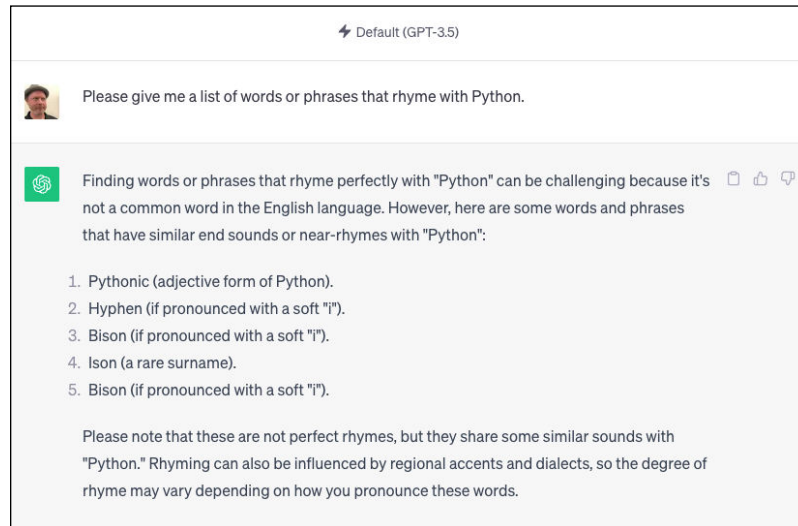 Default (GPT-3.5)
Please give me a list of words or phrases that rhyme with Python.
Finding words or phrases that rhyme perfectly with "Python" can be challenging because it's
not a common word in the English language. However, here are some words and phrases
that have similar end sounds or near-rhymes with "Python":
1. Pythonic (adjective form of Python).
2. Hyphen (if pronounced with a soft "i").
3. Bison (if pronounced with a soft "i").
4. Ison (a rare surname).
5. Bison (if pronounced with a soft "i").
Please note that these are not perfect rhymes, but they share some similar sounds with
"Python." Rhyming can also be influenced by regional accents and dialects, so the degree of
rhyme may vary depending on how you pronounce these words.